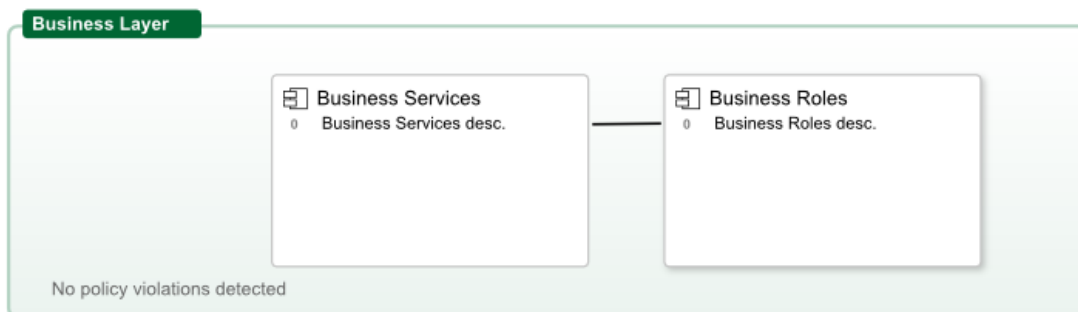 Business Layer
Business Services
0 Business Services desc.
Business Roles
0 Business Roles desc.
No policy violations detected